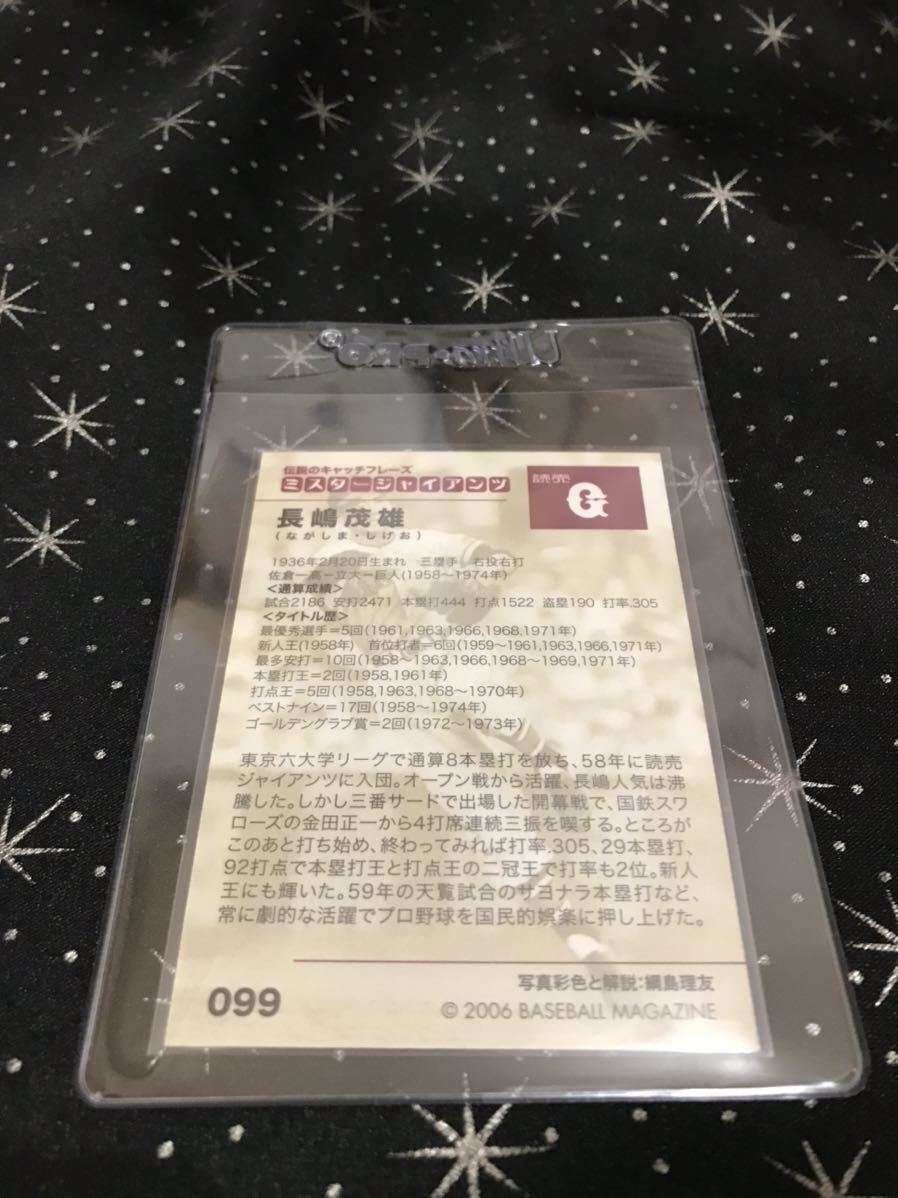 Ultra-PRO®
伝説のキャッチフレーズ
ミスタージャイアンツ
読売
G
長嶋茂雄
(ながしま・しげお)
1936年2月20日生まれ 三塁手 右投右打
佐倉一高−立大−巨人(1958〜1974年)
<通算成績>
試合2186 安打2471 本塁打444 打点1522 盗塁190 打率.305
<タイトル歴>
最優秀選手=5回(1961,1963,1966,1968,1971年)
新人王(1958年) 首位打者=6回(1959〜1961,1963,1966,1971年)
最多安打=10回(1958〜1963,1966,1968〜1969,1971年)
本塁打王=2回(1958,1961年)
打点王=5回(1958,1963,1968〜1970年)
ベストナイン=17回(1958〜1974年)
ゴールデングラブ賞=2回(1972〜1973年)
東京六大学リーグで通算8本塁打を放ち、58年に読売
ジャイアンツに入団。オープン戦から活躍、長嶋人気は沸
騰した。しかし三番サードで出場した開幕戦で、国鉄スワ
ローズの金田正一から4打席連続三振を喫する。ところが
このあと打ち始め、終わってみれば打率.305、29本塁打、
92打点で本塁打王と打点王の二冠王で打率も2位。新人
王にも輝いた。59年の天覧試合のサヨナラ本塁打など、
常に劇的な活躍でプロ野球を国民的娯楽に押し上げた。
写真彩色と解説:綱島理友
099
© 2006 BASEBALL MAGAZINE